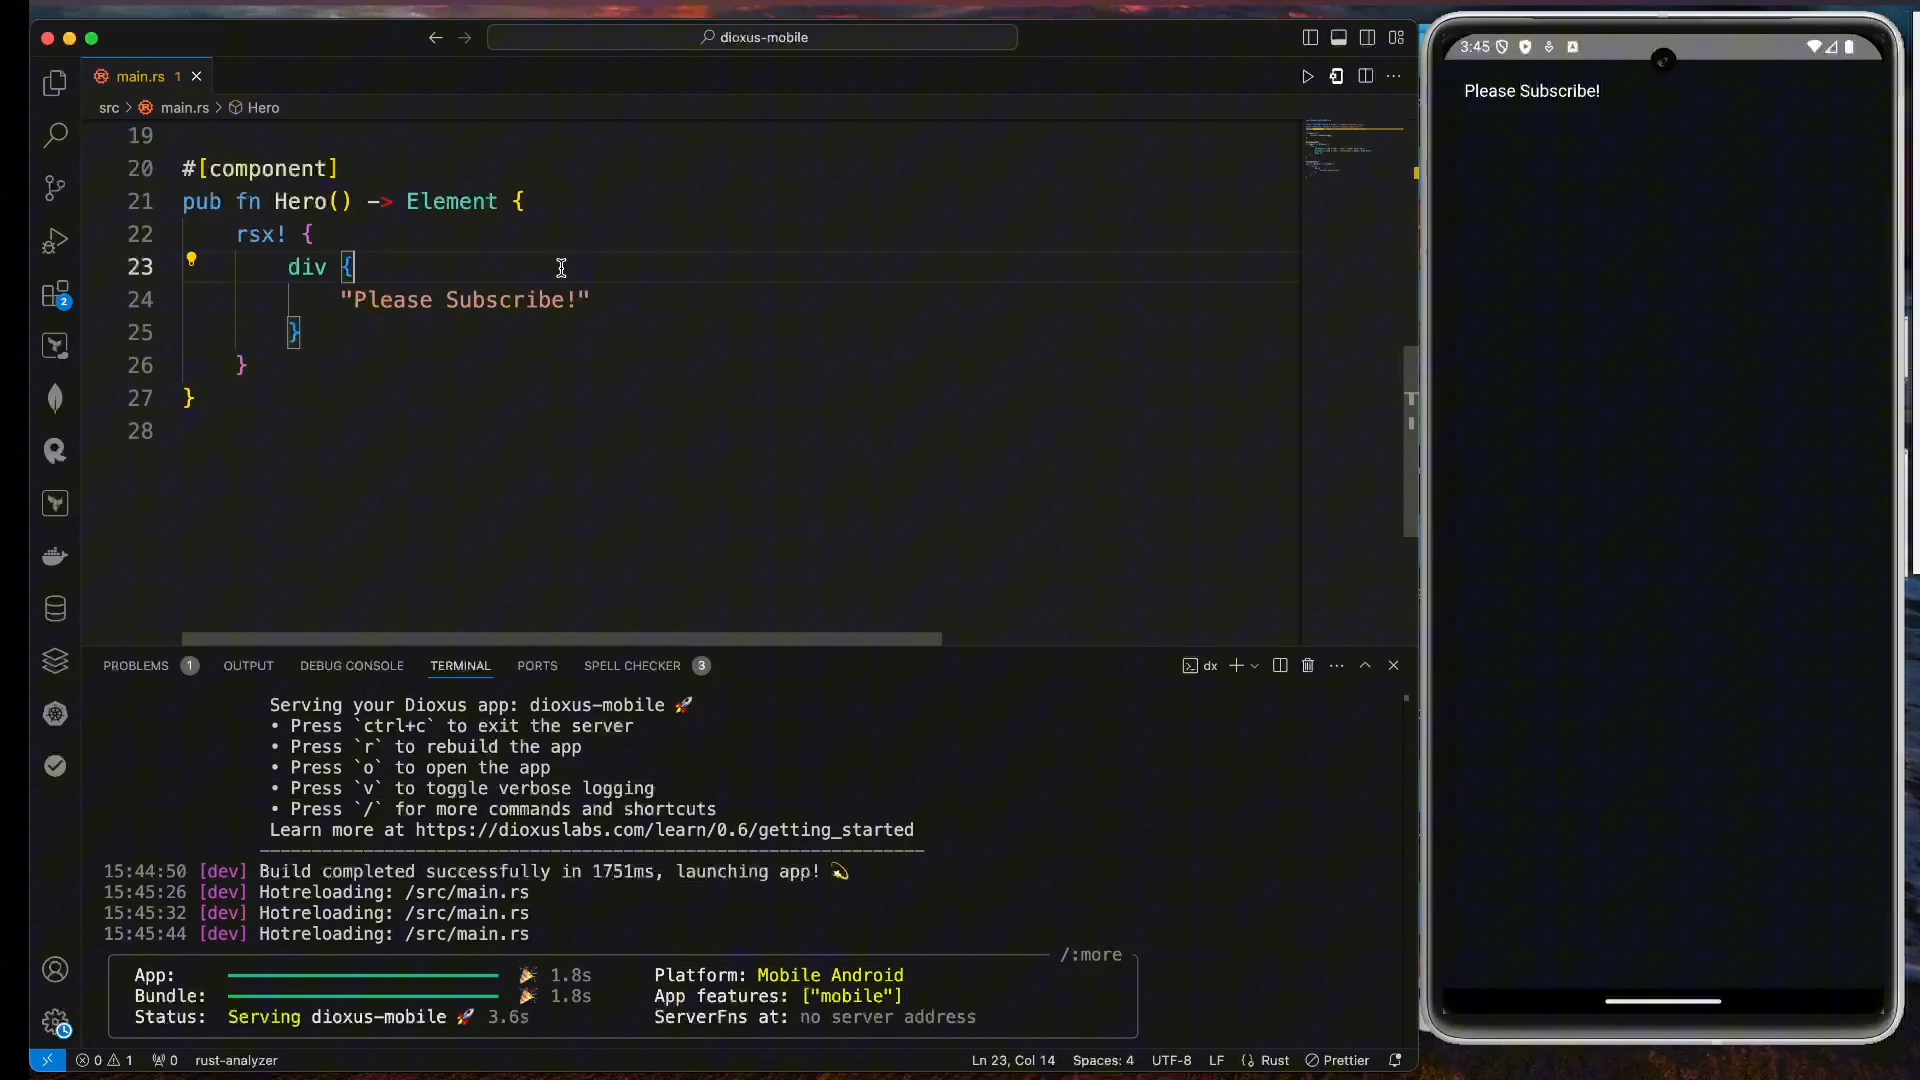 dioxus-mobile
main.rs 1
src > main.rs > Hero
19
20 #[component]
21 pub fn Hero() -> Element {
22 rsx! {
23 div {
24 "Please Subscribe!"
25 }
26 }
27 }
28
2
PROBLEMS 1 OUTPUT DEBUG CONSOLE TERMINAL PORTS SPELL CHECKER 3 dx
Serving your Dioxus app: dioxus-mobile 🚀
• Press `ctrl+c` to exit the server
• Press `r` to rebuild the app
• Press `o` to open the app
• Press `v` to toggle verbose logging
• Press `/` for more commands and shortcuts
Learn more at https://dioxuslabs.com/learn/0.6/getting_started
15:44:50 [dev] Build completed successfully in 1751ms, launching app! 💫
15:45:26 [dev] Hotreloading: /src/main.rs
15:45:32 [dev] Hotreloading: /src/main.rs
15:45:44 [dev] Hotreloading: /src/main.rs
/:more
App: 🎉 1.8s Platform: Mobile Android
Bundle: 🎉 1.8s App features: ["mobile"]
Status: Serving dioxus-mobile 🚀 3.6s ServerFns at: no server address
0 1 0 rust-analyzer Ln 23, Col 14 Spaces: 4 UTF-8 LF {} Rust Prettier
3:45
Please Subscribe!